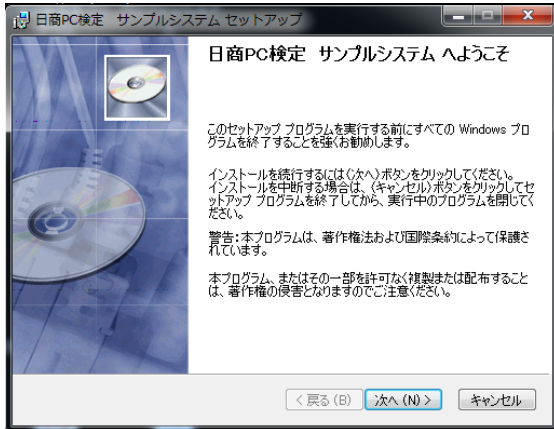 日商PC検定 サンプルシステム セットアップ
日商PC検定 サンプルシステム へようこそ
このセットアップ プログラムを実行する前にすべての Windows プロ
グラムを終了することを強くお勧めします。
インストールを続行するには〈次へ〉ボタンをクリックしてください。
インストールを中断する場合は、〈キャンセル〉ボタンをクリックしてセ
ットアップ プログラムを終了してから、実行中のプログラムを閉じてく
ださい。
警告：本プログラムは、著作権法および国際条約によって保護さ
れています。
本プログラム、またはその一部を許可なく複製または配布すること
は、著作権の侵害となりますのでご注意ください。
< 戻る (B) 次へ (N) > キャンセル